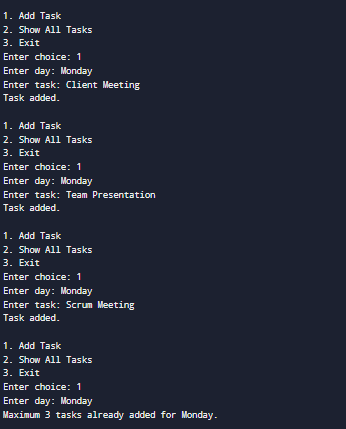 1. Add Task
2. Show All Tasks
3. Exit
Enter choice: 1
Enter day: Monday
Enter task: Client Meeting
Task added.
1. Add Task
2. Show All Tasks
3. Exit
Enter choice: 1
Enter day: Monday
Enter task: Team Presentation
Task added.
1. Add Task
2. Show All Tasks
3. Exit
Enter choice: 1
Enter day: Monday
Enter task: Scrum Meeting
Task added.
1. Add Task
2. Show All Tasks
3. Exit
Enter choice: 1
Enter day: Monday
Maximum 3 tasks already added for Monday.